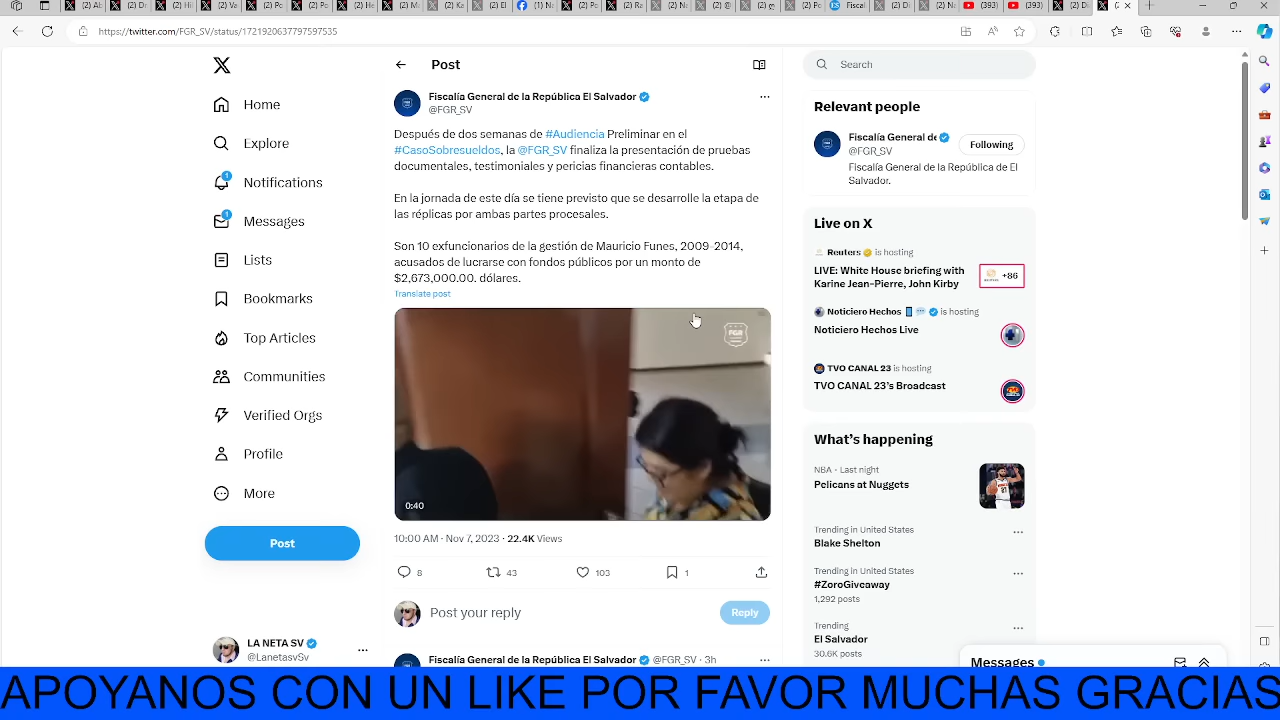 (393)
(393)
https://twitter.com/FGR_SV/status/1721920637797597535
Post
Search
Home
Explore
1
Notifications
1
Messages
Lists
Bookmarks
Top Articles
Communities
Verified Orgs
Profile
More
Post
LA NETA SV
@LanetasvSv
Fiscalía General de la República El Salvador
@FGR_SV
Después de dos semanas de #Audiencia Preliminar en el
#CasoSobresueldos, la @FGR_SV finaliza la presentación de pruebas
documentales, testimoniales y pericias financieras contables.
En la jornada de este día se tiene previsto que se desarrolle la etapa de
las réplicas por ambas partes procesales.
Son 10 exfuncionarios de la gestión de Mauricio Funes, 2009-2014,
acusados de lucrarse con fondos públicos por un monto de
$2,673,000.00. dólares.
Translate post
FGR
0:40
10:00 AM · Nov 7, 2023 · 22.4K Views
8 43 103 1
Post your reply
Reply
Fiscalía General de la República El Salvador @FGR_SV · 3h
Relevant people
Fiscalía General de
@FGR_SV
Following
Fiscalía General de la República de El
Salvador.
Live on X
Reuters is hosting
LIVE: White House briefing with
Karine Jean-Pierre, John Kirby
+86
Noticiero Hechos is hosting
Noticiero Hechos Live
TVO CANAL 23 is hosting
TVO CANAL 23's Broadcast
What's happening
NBA · Last night
Pelicans at Nuggets
Trending in United States
Blake Shelton
Trending in United States
#ZoroGiveaway
1,292 posts
Trending
El Salvador
30.6K posts
Messages
APOYANOS CON UN LIKE POR FAVOR MUCHAS GRACIAS